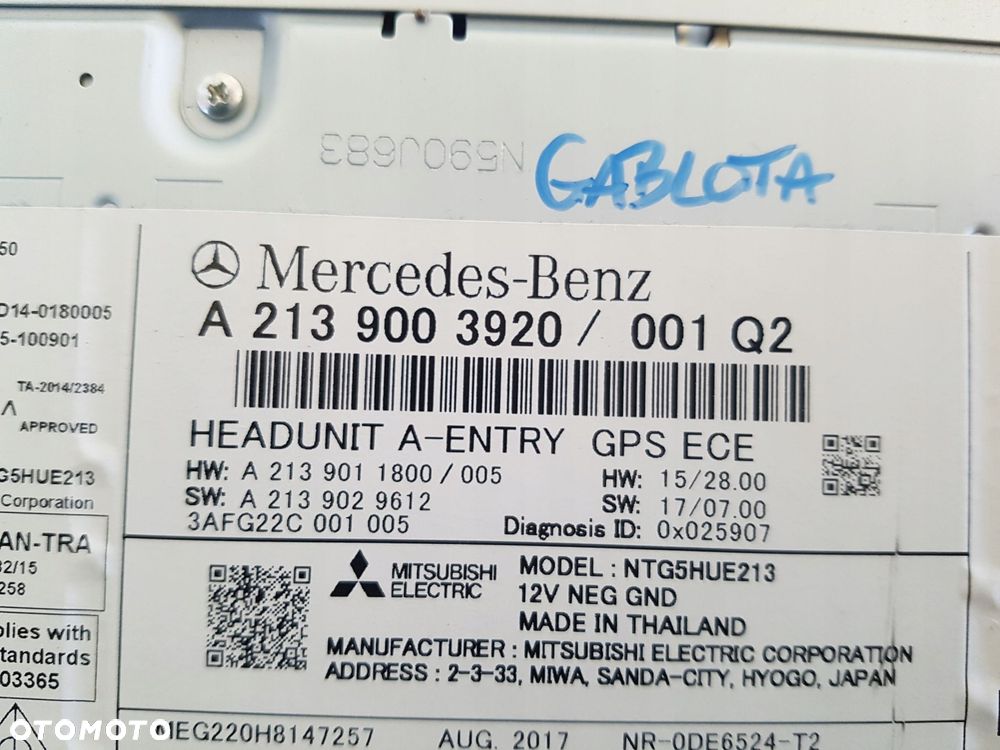 N590J683
GABLOTA
Mercedes-Benz
A 213 900 3920 / 001 Q2
HEADUNIT A-ENTRY GPS ECE
HW: A 213 901 1800 / 005 HW: 15/28.00
SW: A 213 902 9612 SW: 17/07.00
3AFG22C 001 005 Diagnosis ID: 0x025907
50
D14-0180005
5-100901
TA-2014/2384
APPROVED
G5HUE213
Corporation
AN-TRA
32/15
258
plies with
tandards
03365
MITSUBISHI
ELECTRIC
MODEL : NTG5HUE213
12V NEG GND
MADE IN THAILAND
MANUFACTURER : MITSUBISHI ELECTRIC CORPORATION
ADDRESS : 2-3-33, MIWA, SANDA-CITY, HYOGO, JAPAN
MEG220H8147257 AUG. 2017 NR-0DE6524-T2
OTOMOTO